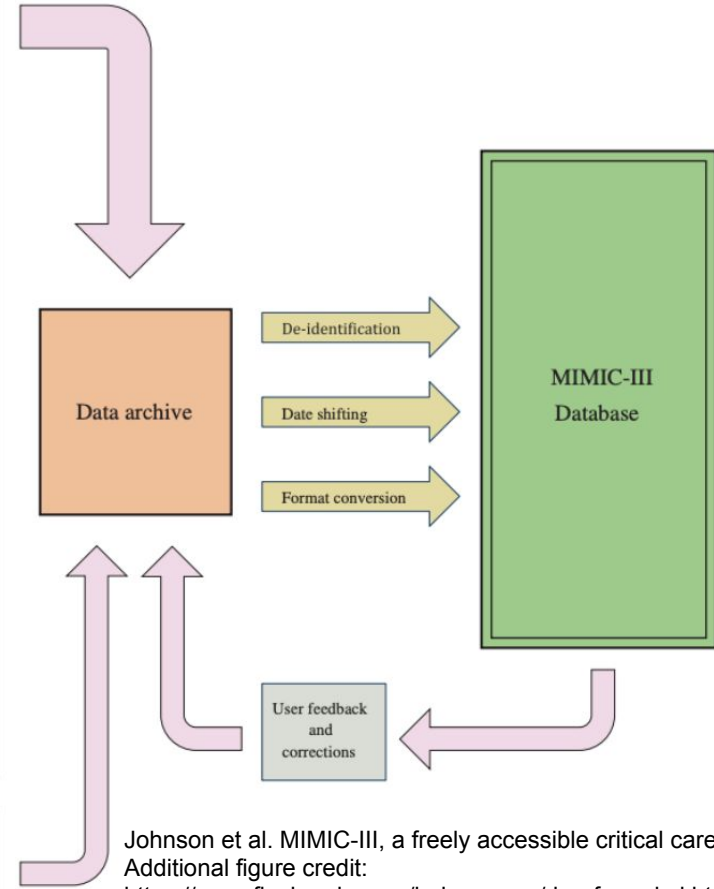 De-identification
MIMIC-III
Database
Data archive
Date shifting
Format conversion
User feedback
and
corrections
Johnson et al. MIMIC-III, a freely accessible critical care
Additional figure credit: